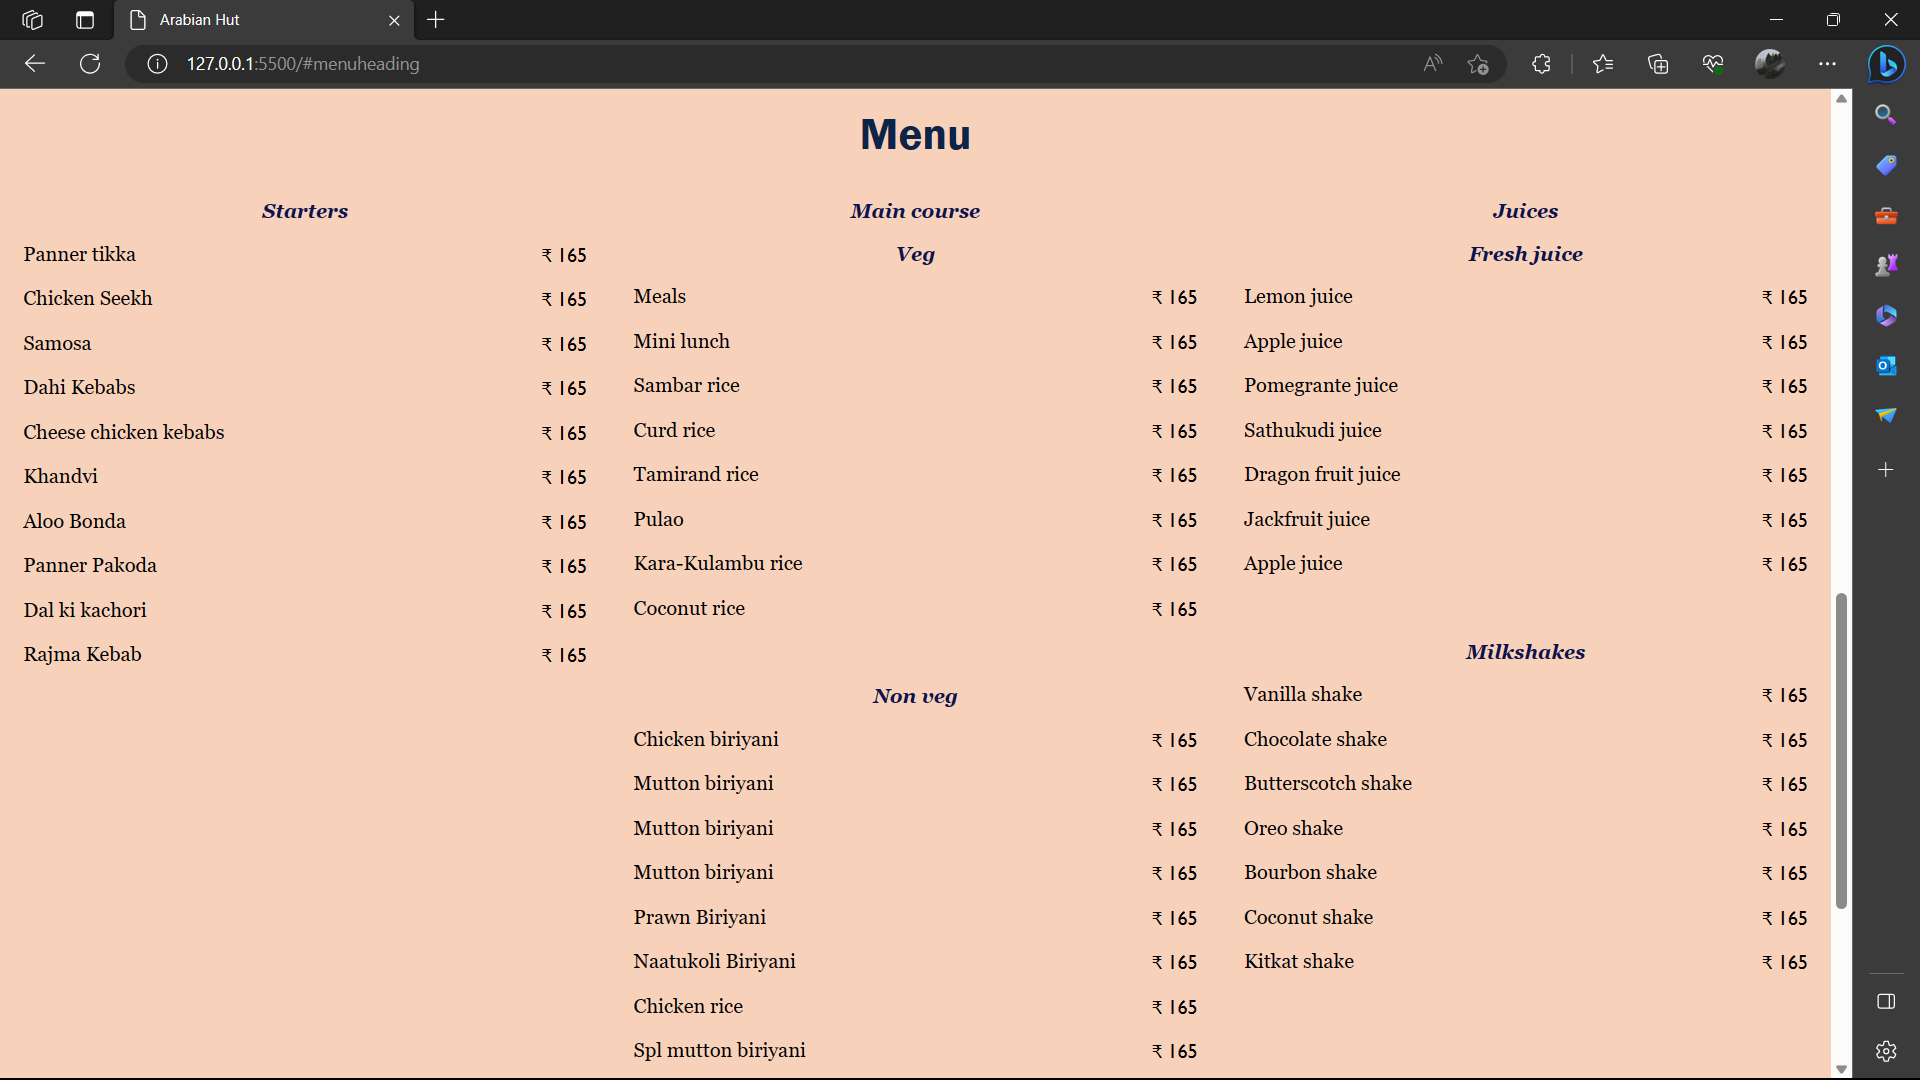 Arabian Hut
127.0.0.1:5500/#menuheading
Menu
Starters
Panner tikka ₹ 165
Chicken Seekh ₹ 165
Samosa ₹ 165
Dahi Kebabs ₹ 165
Cheese chicken kebabs ₹ 165
Khandvi ₹ 165
Aloo Bonda ₹ 165
Panner Pakoda ₹ 165
Dal ki kachori ₹ 165
Rajma Kebab ₹ 165
Main course
Veg
Meals ₹ 165
Mini lunch ₹ 165
Sambar rice ₹ 165
Curd rice ₹ 165
Tamirand rice ₹ 165
Pulao ₹ 165
Kara-Kulambu rice ₹ 165
Coconut rice ₹ 165
Non veg
Chicken biriyani ₹ 165
Mutton biriyani ₹ 165
Mutton biriyani ₹ 165
Mutton biriyani ₹ 165
Prawn Biriyani ₹ 165
Naatukoli Biriyani ₹ 165
Chicken rice ₹ 165
Spl mutton biriyani ₹ 165
Juices
Fresh juice
Lemon juice ₹ 165
Apple juice ₹ 165
Pomegrante juice ₹ 165
Sathukudi juice ₹ 165
Dragon fruit juice ₹ 165
Jackfruit juice ₹ 165
Apple juice ₹ 165
Milkshakes
Vanilla shake ₹ 165
Chocolate shake ₹ 165
Butterscotch shake ₹ 165
Oreo shake ₹ 165
Bourbon shake ₹ 165
Coconut shake ₹ 165
Kitkat shake ₹ 165